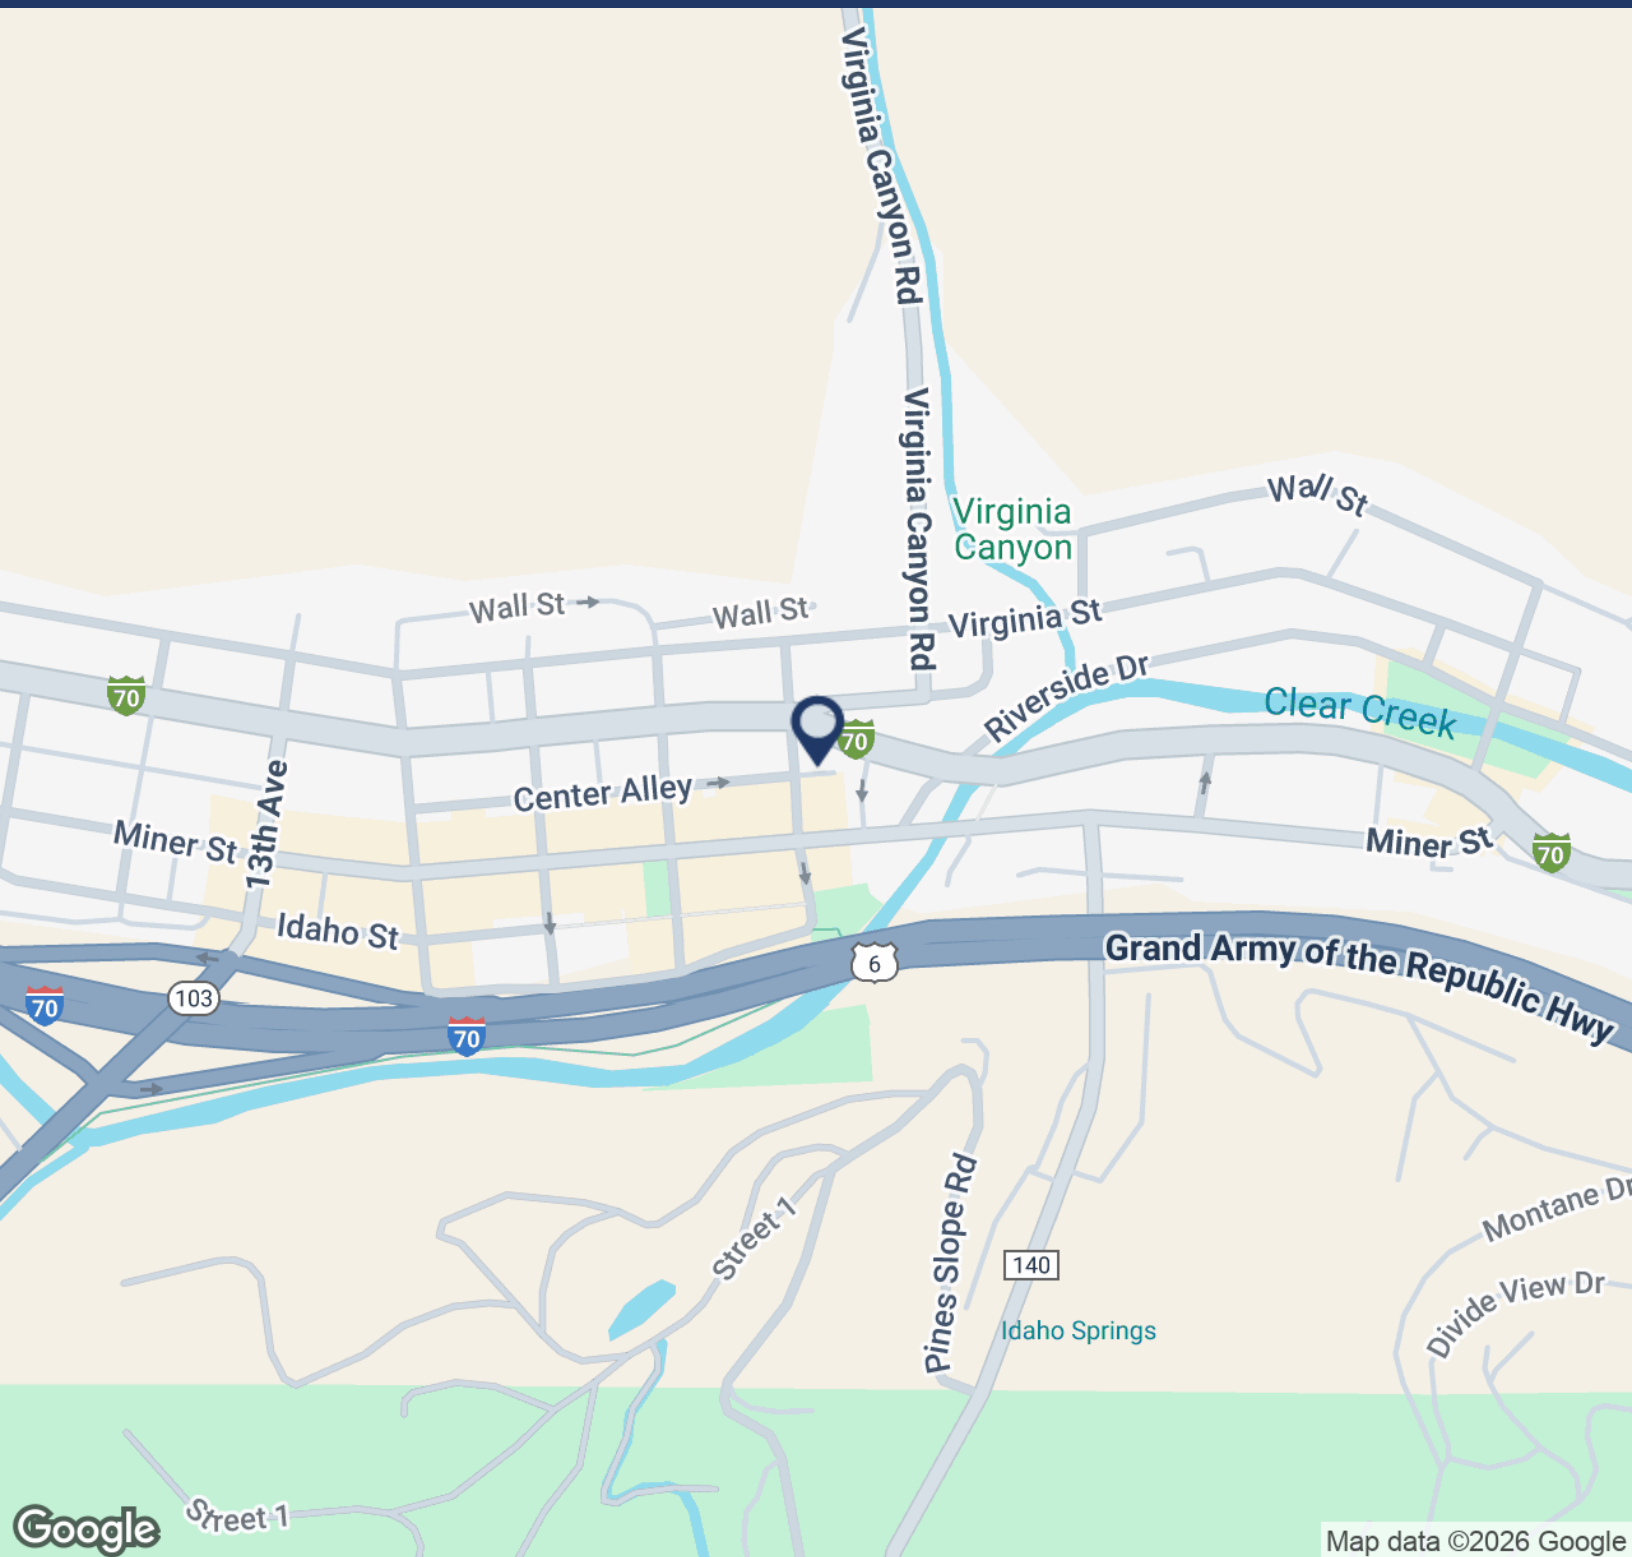 Virginia Canyon Rd
Virginia Canyon Rd
Wall St
Virginia
Canyon
Wall St
Wall St
Virginia St
Riverside Dr
70
Clear Creek
70
Center Alley
13th Ave
Miner St
Miner St
70
Idaho St
6
Grand Army of the Republic Hwy
103
70
70
Street 1
Pines Slope Rd
Montane Dr
140
Divide View Dr
Idaho Springs
Street 1
Google
Map data ©2026 Google